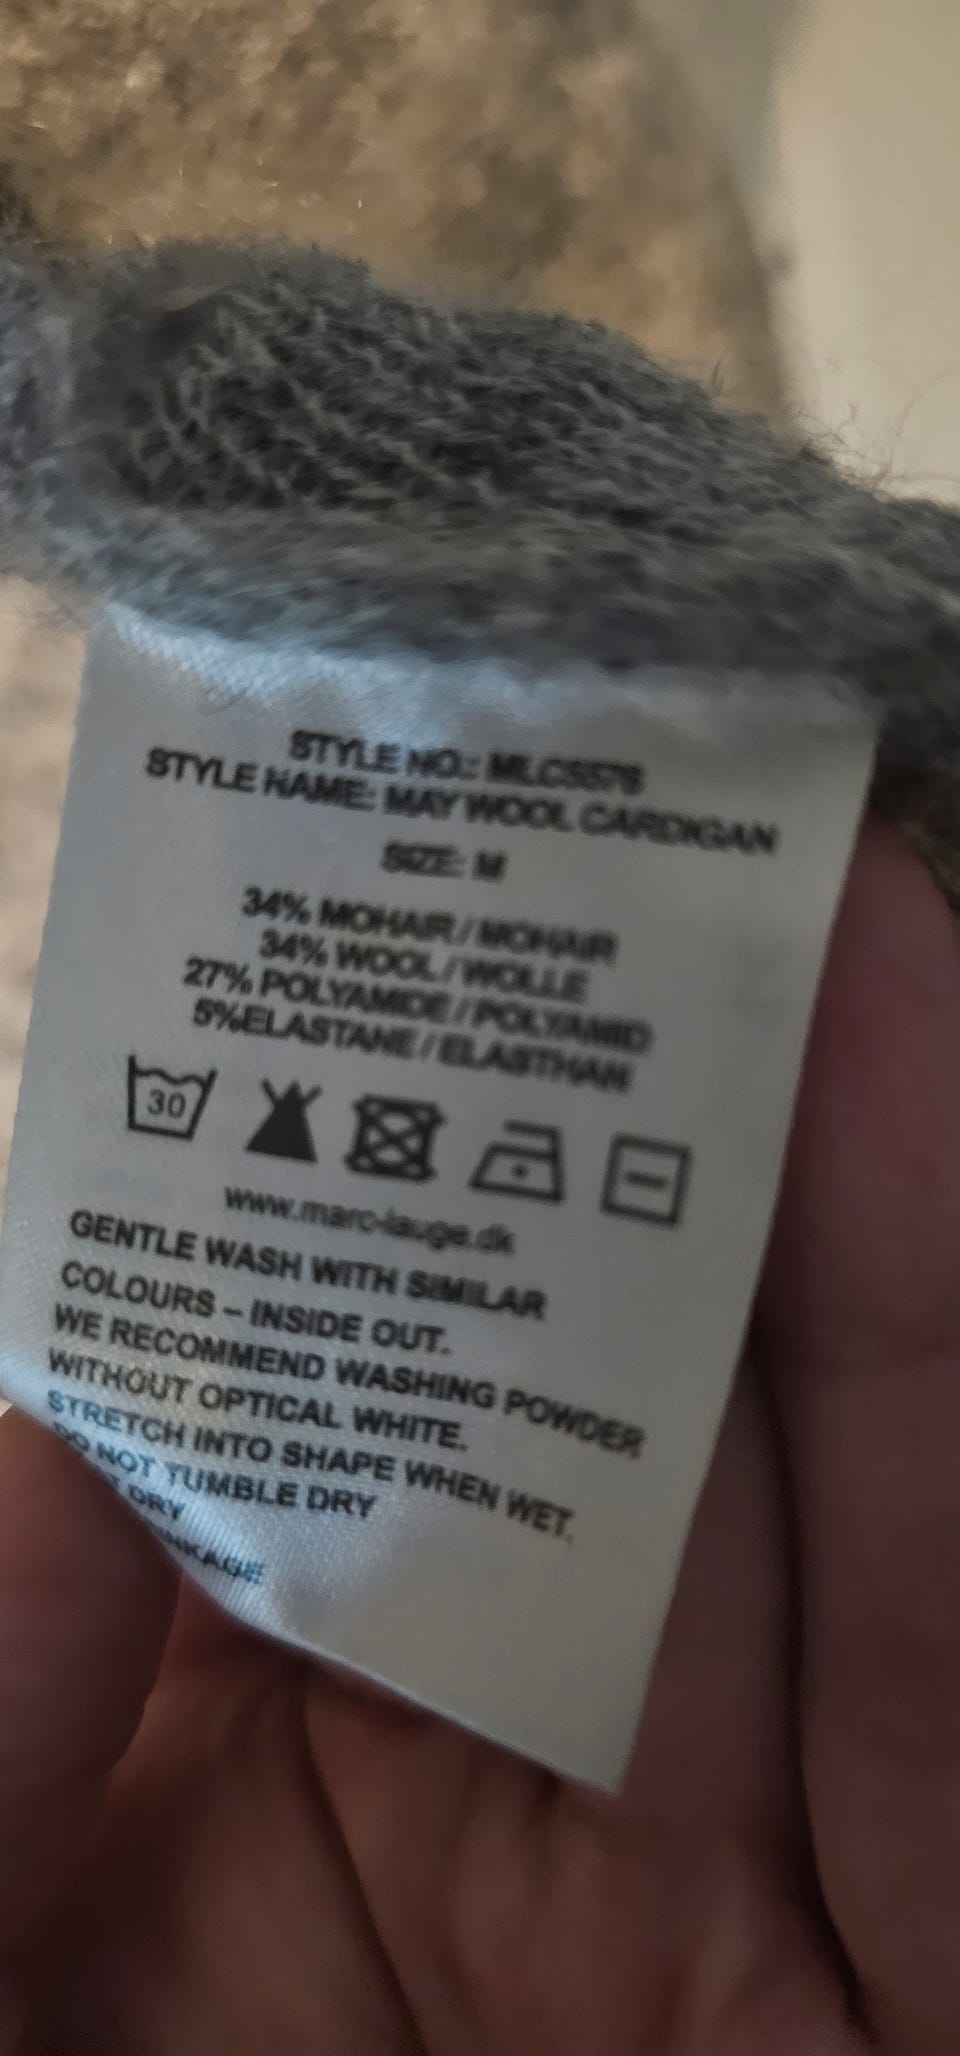 STYLE NO.: MLC5576
STYLE NAME: MAY WOOL CARDIGAN
SIZE: M
34% MOHAIR / MOHAIR
34% WOOL / WOLLE
27% POLYAMIDE / POLYAMID
5%ELASTANE / ELASTHAN
30
www.marc-lauge.dk
GENTLE WASH WITH SIMILAR
COLOURS – INSIDE OUT.
WE RECOMMEND WASHING POWDER
WITHOUT OPTICAL WHITE.
STRETCH INTO SHAPE WHEN WET.
DO NOT TUMBLE DRY
DRY